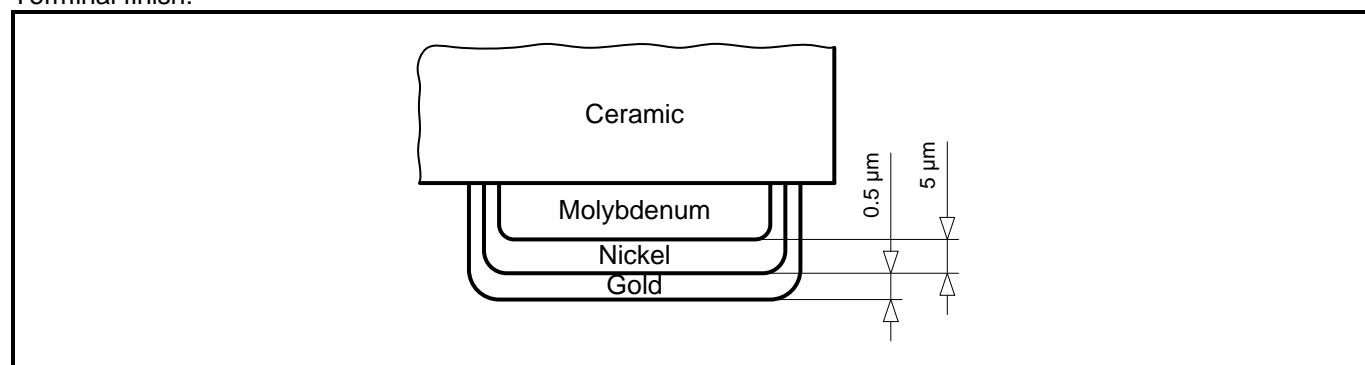 Terminal finish:
Ceramic
0.5 µm
5 µm
Molybdenum
Nickel
Gold